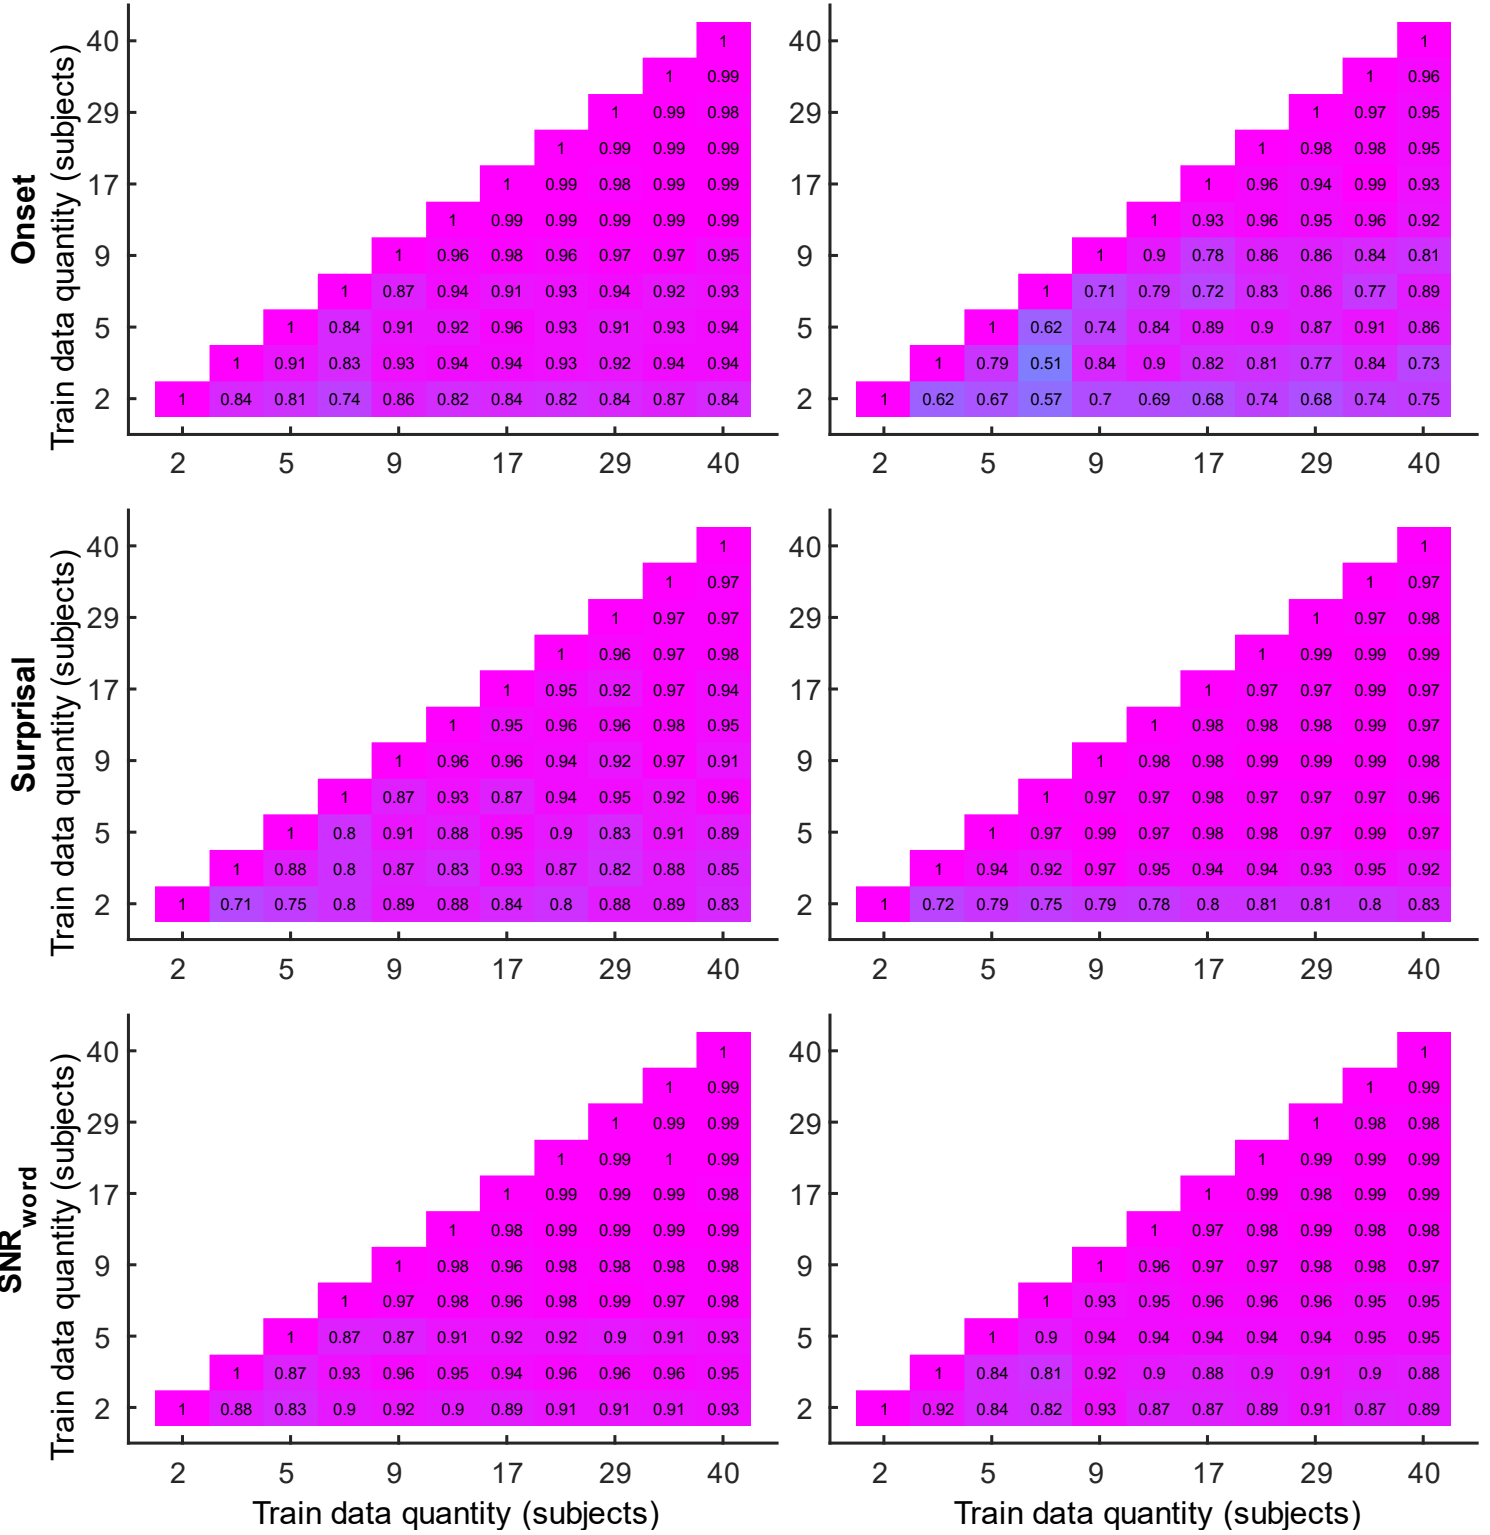 Onset
Train data quantity (subjects)
40 1 40 1
1 0.99 1 0.96
29 1 0.99 0.98 29 1 0.97 0.95
1 0.99 0.99 0.99 1 0.98 0.98 0.95
17 1 0.99 0.98 0.99 0.99 17 1 0.96 0.94 0.99 0.93
1 0.99 0.99 0.99 0.99 0.99 1 0.93 0.96 0.95 0.96 0.92
9 1 0.96 0.98 0.96 0.97 0.97 0.95 9 1 0.9 0.78 0.86 0.86 0.84 0.81
1 0.87 0.94 0.91 0.93 0.94 0.92 0.93 1 0.71 0.79 0.72 0.83 0.86 0.77 0.89
5 1 0.84 0.91 0.92 0.96 0.93 0.91 0.93 0.94 5 1 0.62 0.74 0.84 0.89 0.9 0.87 0.91 0.86
1 0.91 0.83 0.93 0.94 0.94 0.93 0.92 0.94 0.94 1 0.79 0.51 0.84 0.9 0.82 0.81 0.77 0.84 0.73
2 1 0.84 0.81 0.74 0.86 0.82 0.84 0.82 0.84 0.87 0.84 2 1 0.62 0.67 0.57 0.7 0.69 0.68 0.74 0.68 0.74 0.75
2 5 9 17 29 40 2 5 9 17 29 40
Surprisal
Train data quantity (subjects)
40 1 40 1
1 0.97 1 0.97
29 1 0.97 0.97 29 1 0.97 0.98
1 0.96 0.97 0.98 1 0.99 0.99 0.99
17 1 0.95 0.92 0.97 0.94 17 1 0.97 0.97 0.99 0.97
1 0.95 0.96 0.96 0.98 0.95 1 0.98 0.98 0.98 0.99 0.97
9 1 0.96 0.96 0.94 0.92 0.97 0.91 9 1 0.98 0.98 0.99 0.99 0.99 0.98
1 0.87 0.93 0.87 0.94 0.95 0.92 0.96 1 0.97 0.97 0.98 0.97 0.97 0.97 0.96
5 1 0.8 0.91 0.88 0.95 0.9 0.83 0.91 0.89 5 1 0.97 0.99 0.97 0.98 0.98 0.97 0.99 0.97
1 0.88 0.8 0.87 0.83 0.93 0.87 0.82 0.88 0.85 1 0.94 0.92 0.97 0.95 0.94 0.94 0.93 0.95 0.92
2 1 0.71 0.75 0.8 0.89 0.88 0.84 0.8 0.88 0.89 0.83 2 1 0.72 0.79 0.75 0.79 0.78 0.8 0.81 0.81 0.8 0.83
2 5 9 17 29 40 2 5 9 17 29 40
SNRword
Train data quantity (subjects)
40 1 40 1
1 0.99 1 0.99
29 1 0.99 0.99 29 1 0.98 0.98
1 0.99 1 0.99 1 0.99 0.99 0.99
17 1 0.99 0.99 0.99 0.98 17 1 0.99 0.98 0.99 0.99
1 0.98 0.99 0.99 0.99 0.99 1 0.97 0.98 0.99 0.98 0.98
9 1 0.98 0.96 0.98 0.98 0.98 0.98 9 1 0.96 0.97 0.97 0.98 0.98 0.97
1 0.97 0.98 0.96 0.98 0.99 0.97 0.98 1 0.93 0.95 0.96 0.96 0.96 0.95 0.95
5 1 0.87 0.87 0.91 0.92 0.92 0.9 0.91 0.93 5 1 0.9 0.94 0.94 0.94 0.94 0.94 0.95 0.95
1 0.87 0.93 0.96 0.95 0.94 0.96 0.96 0.96 0.95 1 0.84 0.81 0.92 0.9 0.88 0.9 0.91 0.9 0.88
2 1 0.88 0.83 0.9 0.92 0.9 0.89 0.91 0.91 0.91 0.93 2 1 0.92 0.84 0.82 0.93 0.87 0.87 0.89 0.91 0.87 0.89
2 5 9 17 29 40 2 5 9 17 29 40
Train data quantity (subjects) Train data quantity (subjects)